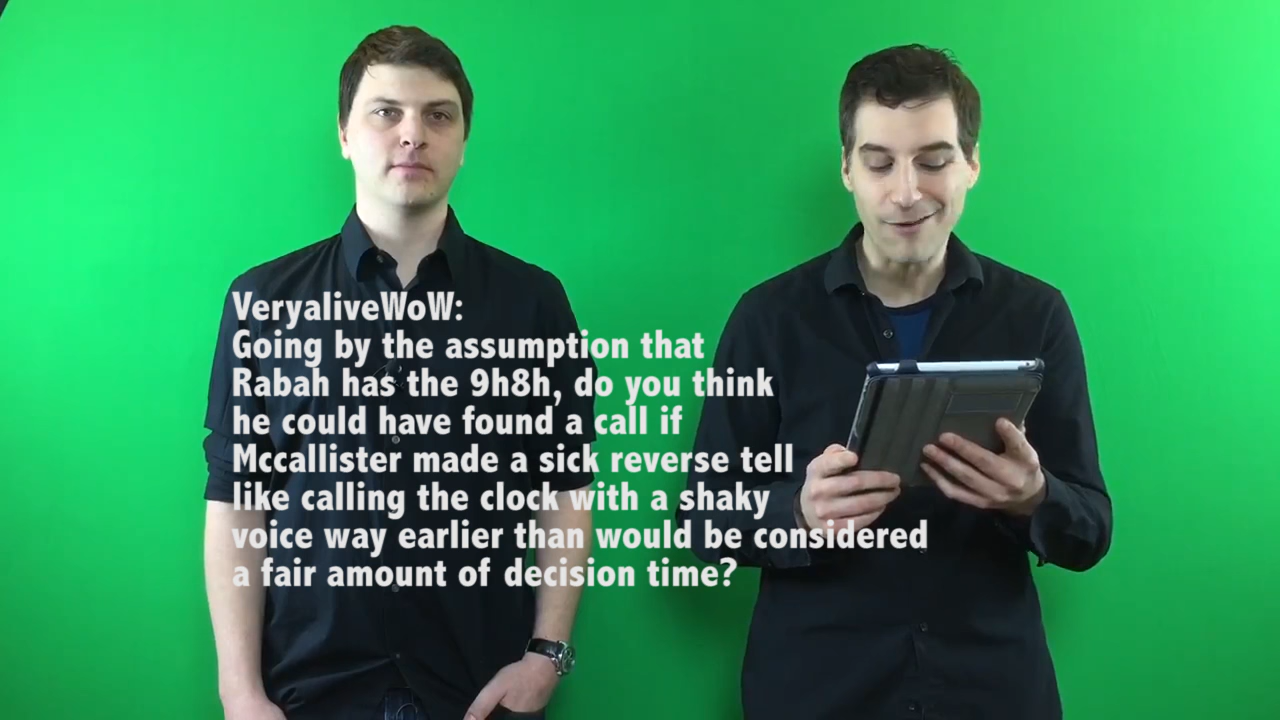 VeryaliveWoW:
Going by the assumption that
Rabah has the 9h8h, do you think
he could have found a call if
Mccallister made a sick reverse tell
like calling the clock with a shaky
voice way earlier than would be considered
a fair amount of decision time?